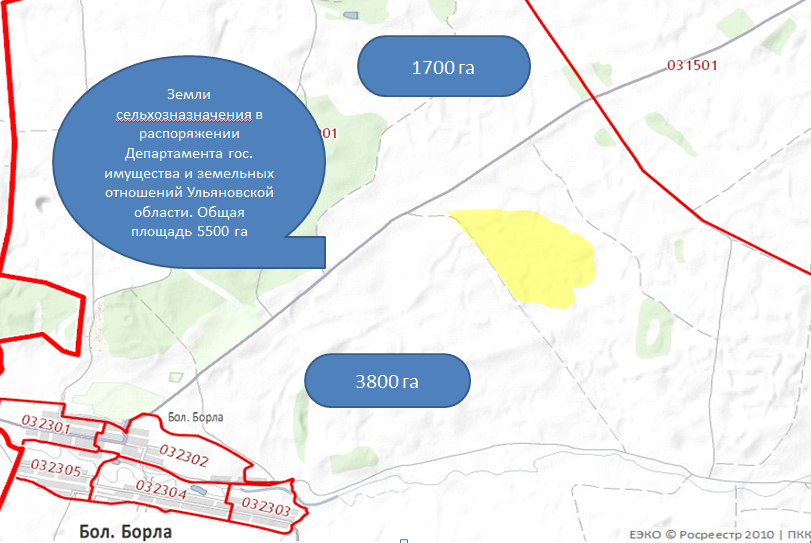 1700 га
031501
Земли
сельхозназначения в
распоряжении
Департамента гос.
имущества и земельных
отношений Ульяновской
области. Общая
площадь 5500 га
3800 га
Бол. Борла
032301
032302
032305
032304
032303
Бол. Борла
ЕЭКО © Росреестр 2010 | ПКК